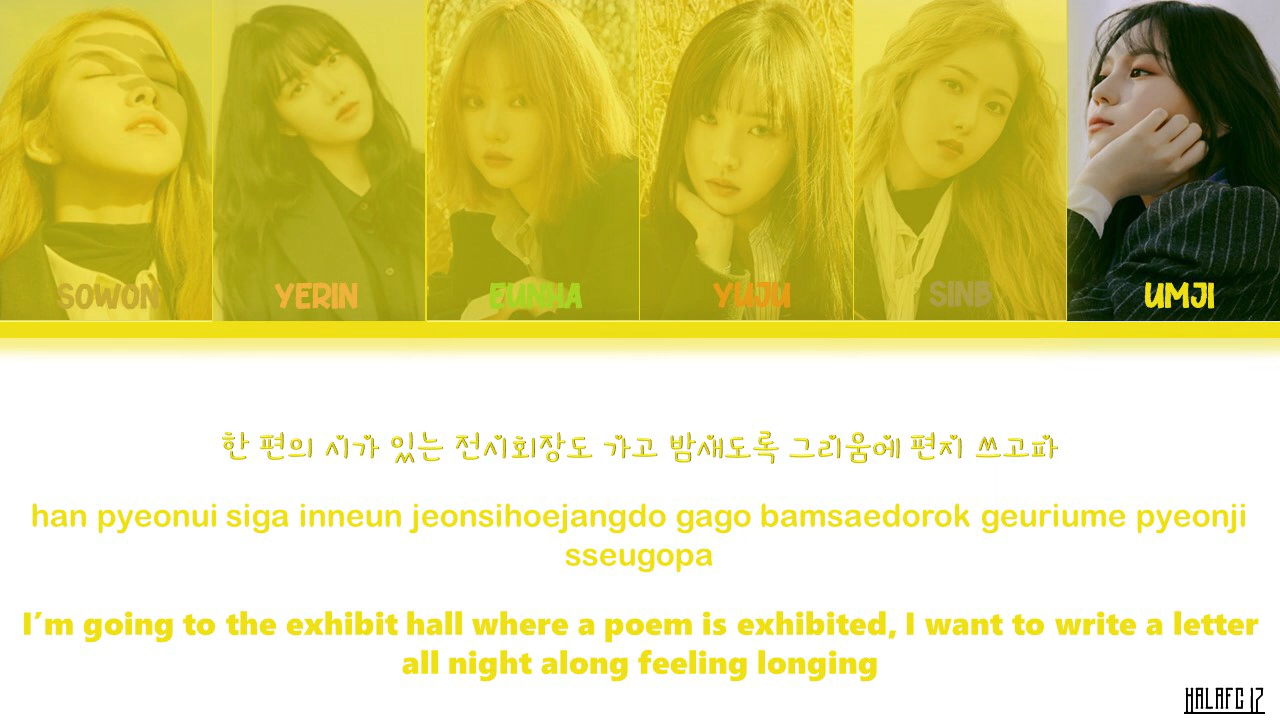 SOWON YERIN EUNHA YUJU SINB UMJI
한 편의 시가 있는 전시회장도 가고 밤새도록 그리움에 편지 쓰고파
han pyeonui siga inneun jeonsihoejangdo gago bamsaedorok geuriume pyeonji
sseugopa
I´m going to the exhibit hall where a poem is exhibited, I want to write a letter
all night along feeling longing
HALAFC 17